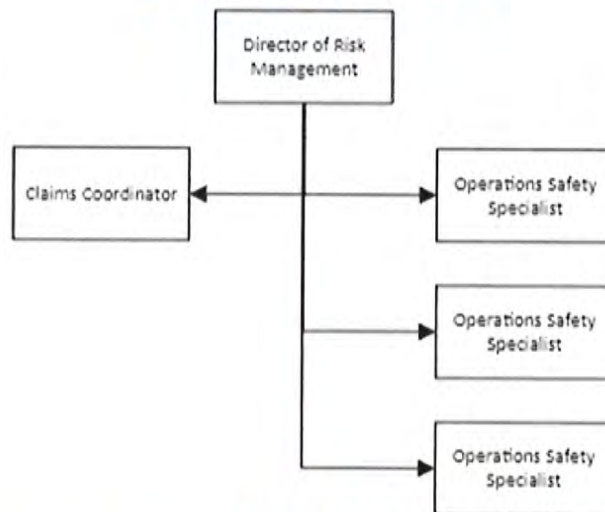 Director of Risk
Management
Claims Coordinator
Operations Safety
Specialist
Operations Safety
Specialist
Operations Safety
Specialist